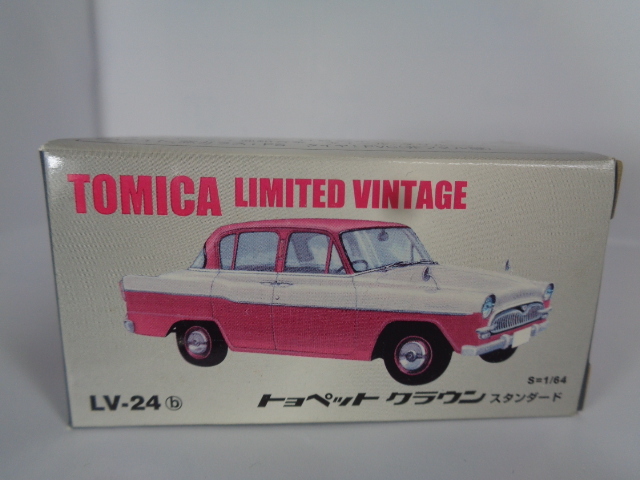 TOMICA LIMITED VINTAGE
S=1/64
LV-24 ⓑ トヨペット クラウン スタンダード